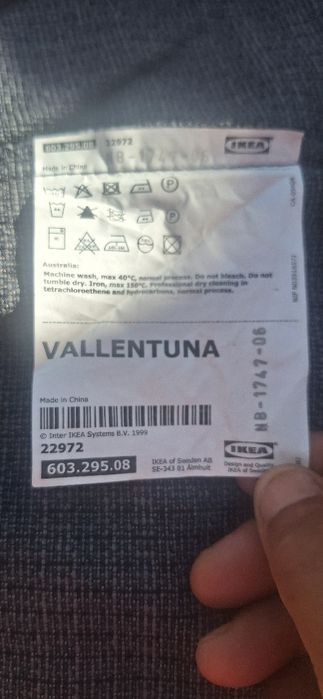 603.295.08 22972
IKEA
Made in China
NB-1747-06
P
P
Australia:
Machine wash, max 40°C, normal process. Do not bleach. Do not
tumble dry. Iron, max 150°C. Professional dry cleaning in
tetrachloroethene and hydrocarbons, normal process.
VALLENTUNA
NB-1747-06
Made in China
© Inter IKEA Systems B.V. 1999
22972
603.295.08
IKEA of Sweden AB
SE-343 81 Älmhult
IKEA
Design and Quality
IKEA of Sweden